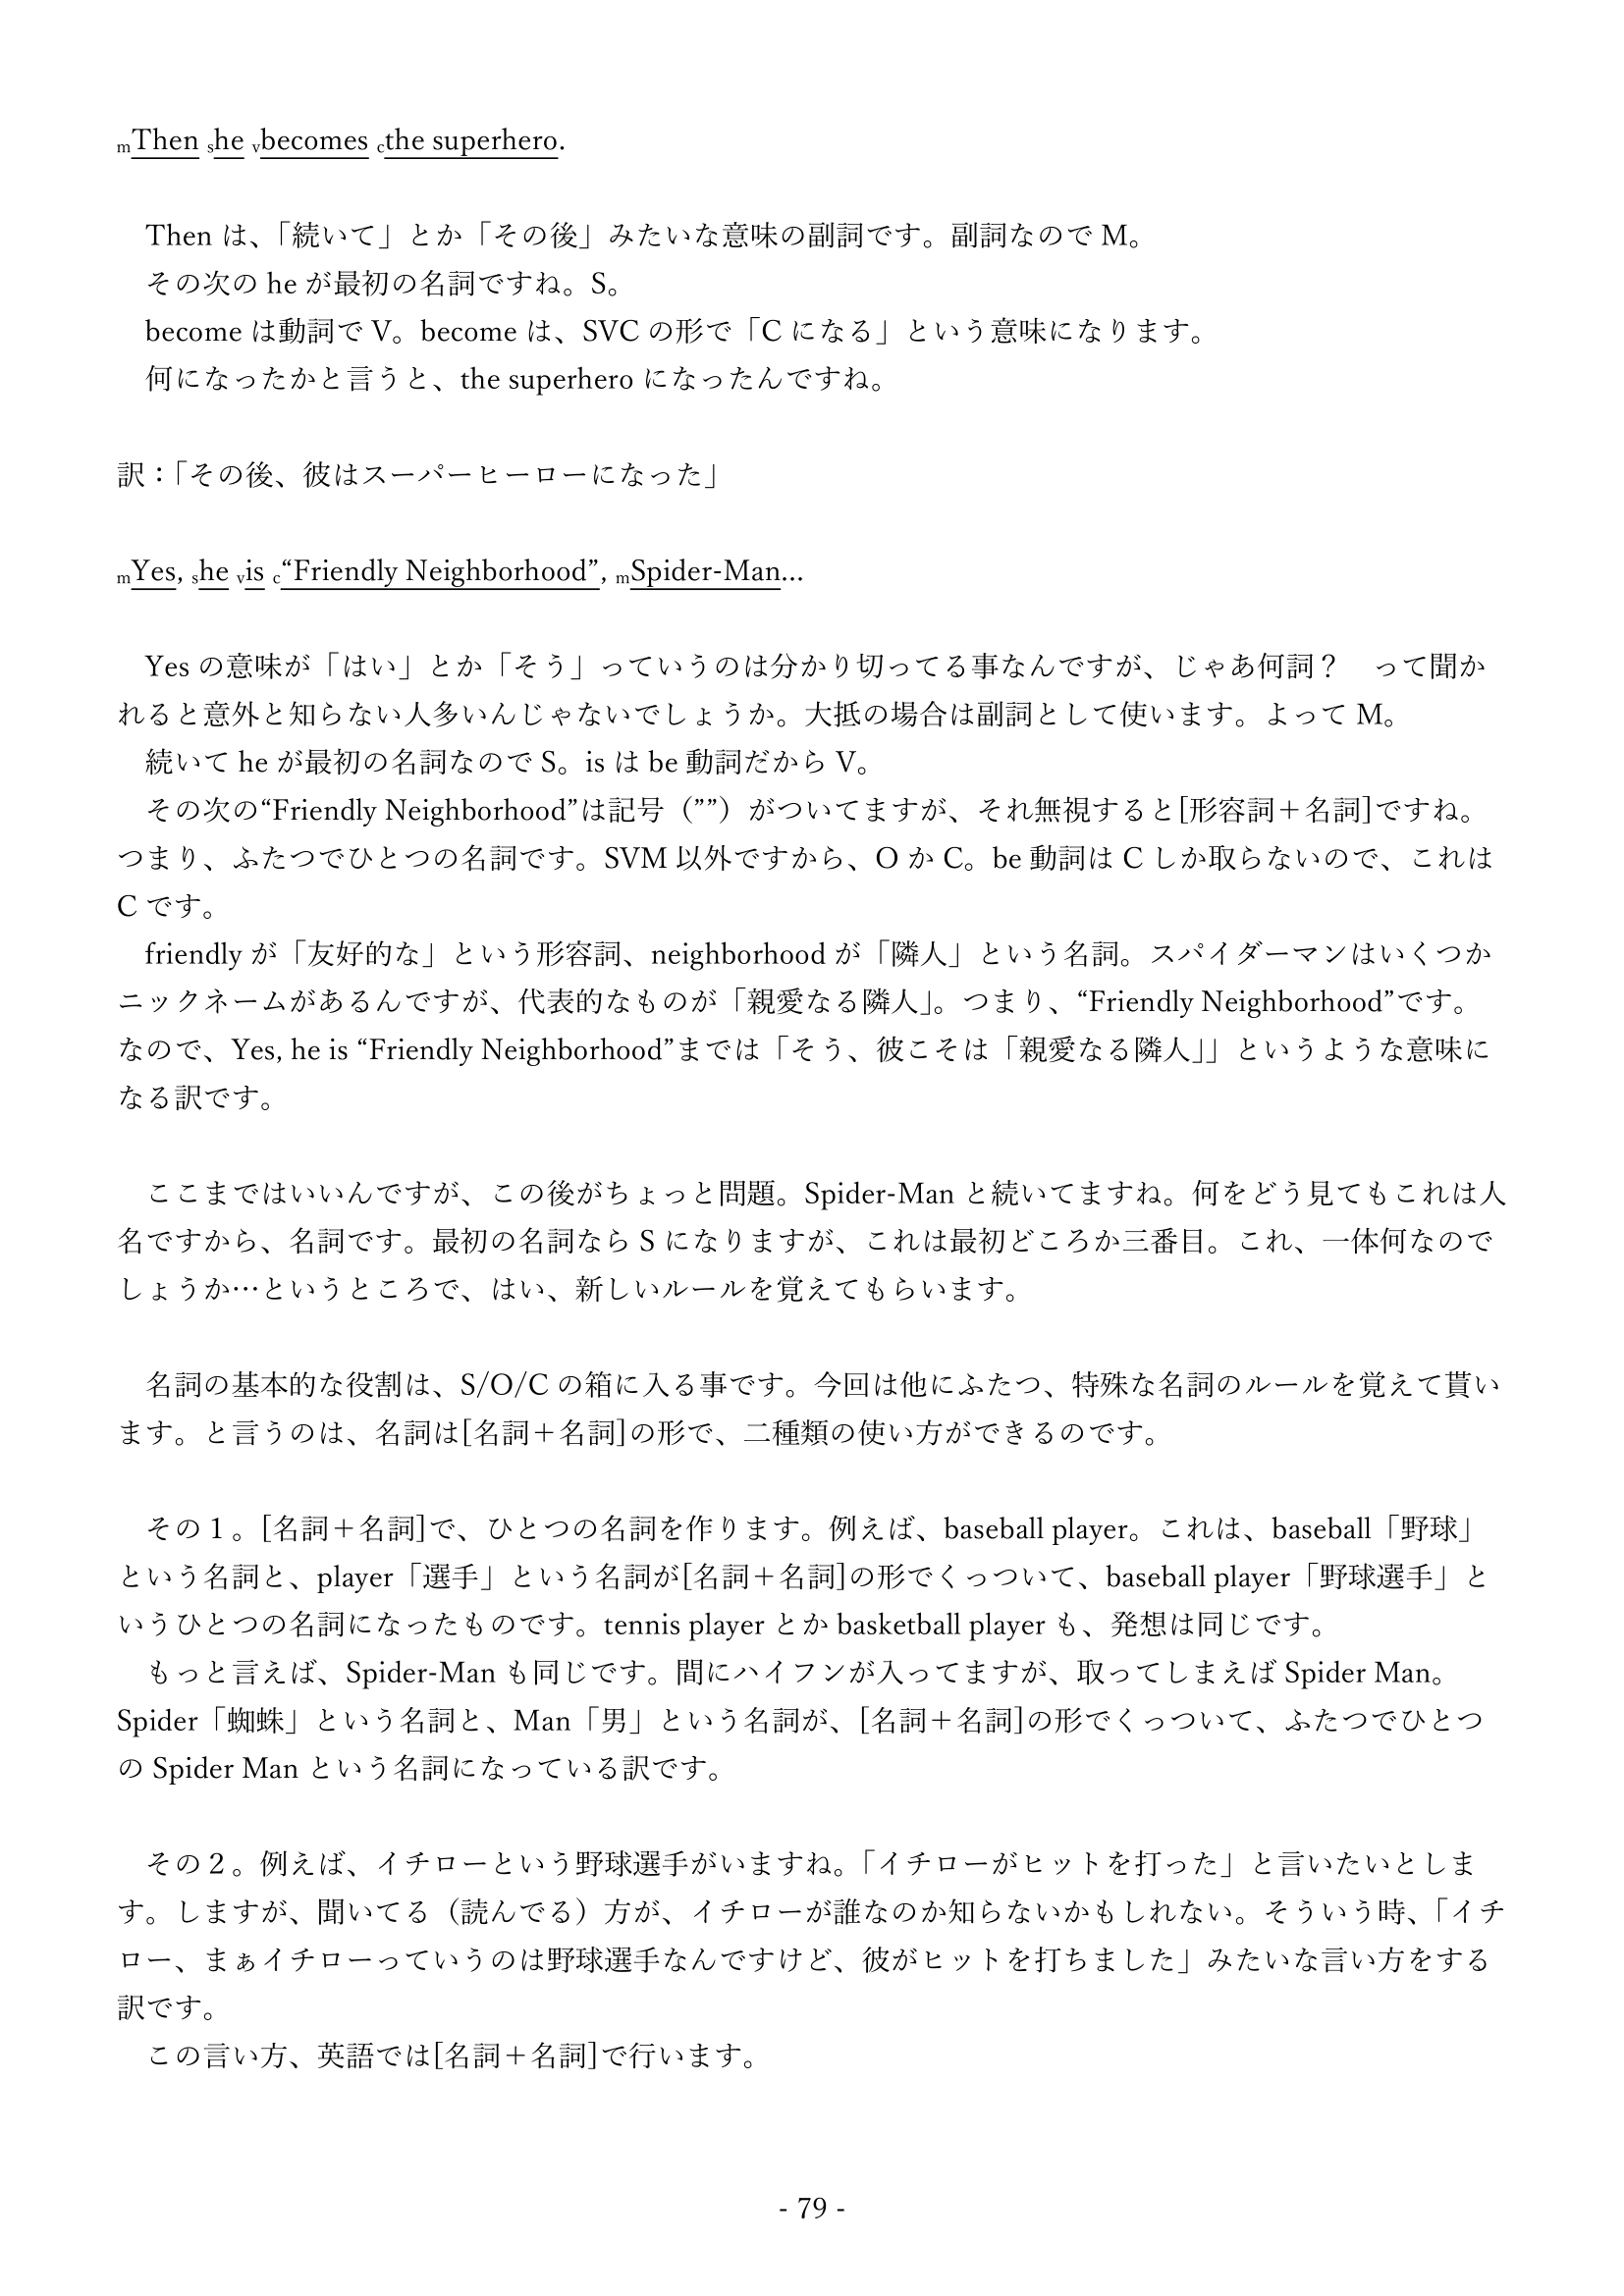 mThen she vbecomes cthe superhero.
Then は、「続いて」とか「その後」みたいな意味の副詞です。副詞なので M。
その次の he が最初の名詞ですね。S。
become は動詞で V。become は、SVC の形で「C になる」という意味になります。
何になったかと言うと、the superhero になったんですね。
訳：「その後、彼はスーパーヒーローになった」
mYes, she vis c“Friendly Neighborhood”, mSpider-Man...
Yes の意味が「はい」とか「そう」っていうのは分かり切ってる事なんですが、じゃあ何詞？　って聞か
れると意外と知らない人多いんじゃないでしょうか。大抵の場合は副詞として使います。よって M。
続いて he が最初の名詞なので S。is は be 動詞だから V。
その次の“Friendly Neighborhood”は記号（””）がついてますが、それ無視すると[形容詞＋名詞]ですね。
つまり、ふたつでひとつの名詞です。SVM 以外ですから、O か C。be 動詞は C しか取らないので、これは
C です。
friendly が「友好的な」という形容詞、neighborhood が「隣人」という名詞。スパイダーマンはいくつか
ニックネームがあるんですが、代表的なものが「親愛なる隣人」。つまり、“Friendly Neighborhood”です。
なので、Yes, he is “Friendly Neighborhood”までは「そう、彼こそは「親愛なる隣人」」というような意味に
なる訳です。
ここまではいいんですが、この後がちょっと問題。Spider-Man と続いてますね。何をどう見てもこれは人
名ですから、名詞です。最初の名詞なら S になりますが、これは最初どころか三番目。これ、一体何なので
しょうか…というところで、はい、新しいルールを覚えてもらいます。
名詞の基本的な役割は、S/O/C の箱に入る事です。今回は他にふたつ、特殊な名詞のルールを覚えて貰い
ます。と言うのは、名詞は[名詞＋名詞]の形で、二種類の使い方ができるのです。
その１。[名詞＋名詞]で、ひとつの名詞を作ります。例えば、baseball player。これは、baseball「野球」
という名詞と、player「選手」という名詞が[名詞＋名詞]の形でくっついて、baseball player「野球選手」と
いうひとつの名詞になったものです。tennis player とか basketball player も、発想は同じです。
もっと言えば、Spider-Man も同じです。間にハイフンが入ってますが、取ってしまえば Spider Man。
Spider「蜘蛛」という名詞と、Man「男」という名詞が、[名詞＋名詞]の形でくっついて、ふたつでひとつ
の Spider Man という名詞になっている訳です。
その２。例えば、イチローという野球選手がいますね。「イチローがヒットを打った」と言いたいとしま
す。しますが、聞いてる（読んでる）方が、イチローが誰なのか知らないかもしれない。そういう時、「イチ
ロー、まぁイチローっていうのは野球選手なんですけど、彼がヒットを打ちました」みたいな言い方をする
訳です。
この言い方、英語では[名詞＋名詞]で行います。
- 79 -